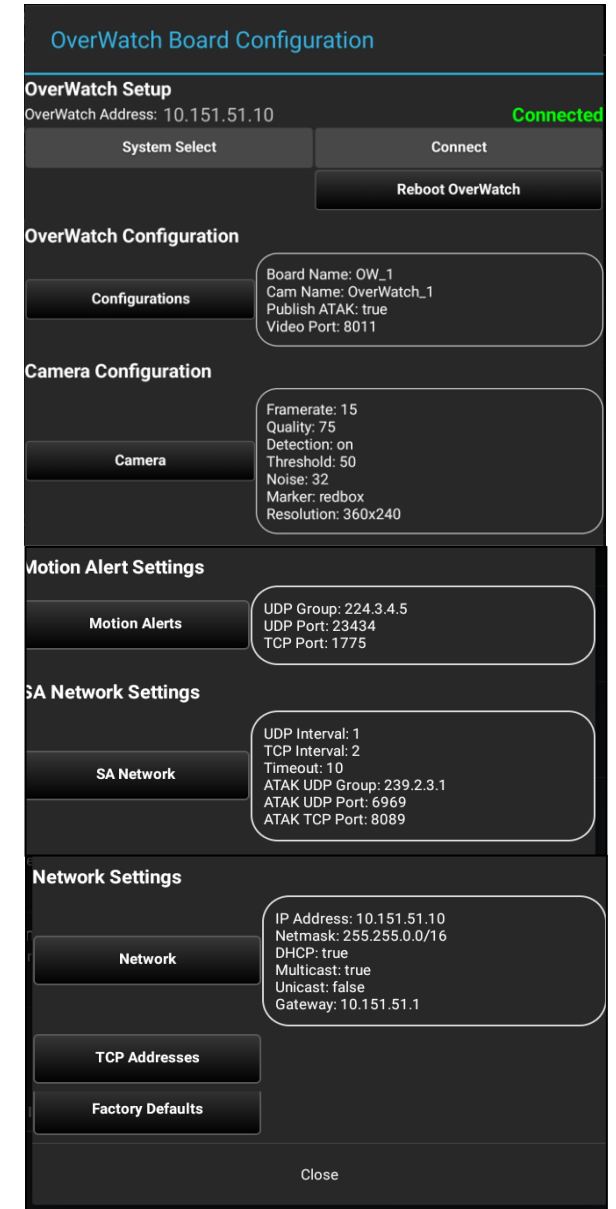 OverWatch Board Configuration
OverWatch Setup
OverWatch Address: 10.151.51.10 Connected
System Select Connect
Reboot OverWatch
OverWatch Configuration
Configurations
Board Name: OW_1
Cam Name: OverWatch_1
Publish ATAK: true
Video Port: 8011
Camera Configuration
Camera
Framerate: 15
Quality: 75
Detection: on
Threshold: 50
Noise: 32
Marker: redbox
Resolution: 360x240
Motion Alert Settings
Motion Alerts
UDP Group: 224.3.4.5
UDP Port: 23434
TCP Port: 1775
SA Network Settings
SA Network
UDP Interval: 1
TCP Interval: 2
Timeout: 10
ATAK UDP Group: 239.2.3.1
ATAK UDP Port: 6969
ATAK TCP Port: 8089
Network Settings
Network
IP Address: 10.151.51.10
Netmask: 255.255.0.0/16
DHCP: true
Multicast: true
Unicast: false
Gateway: 10.151.51.1
TCP Addresses
Factory Defaults
Close